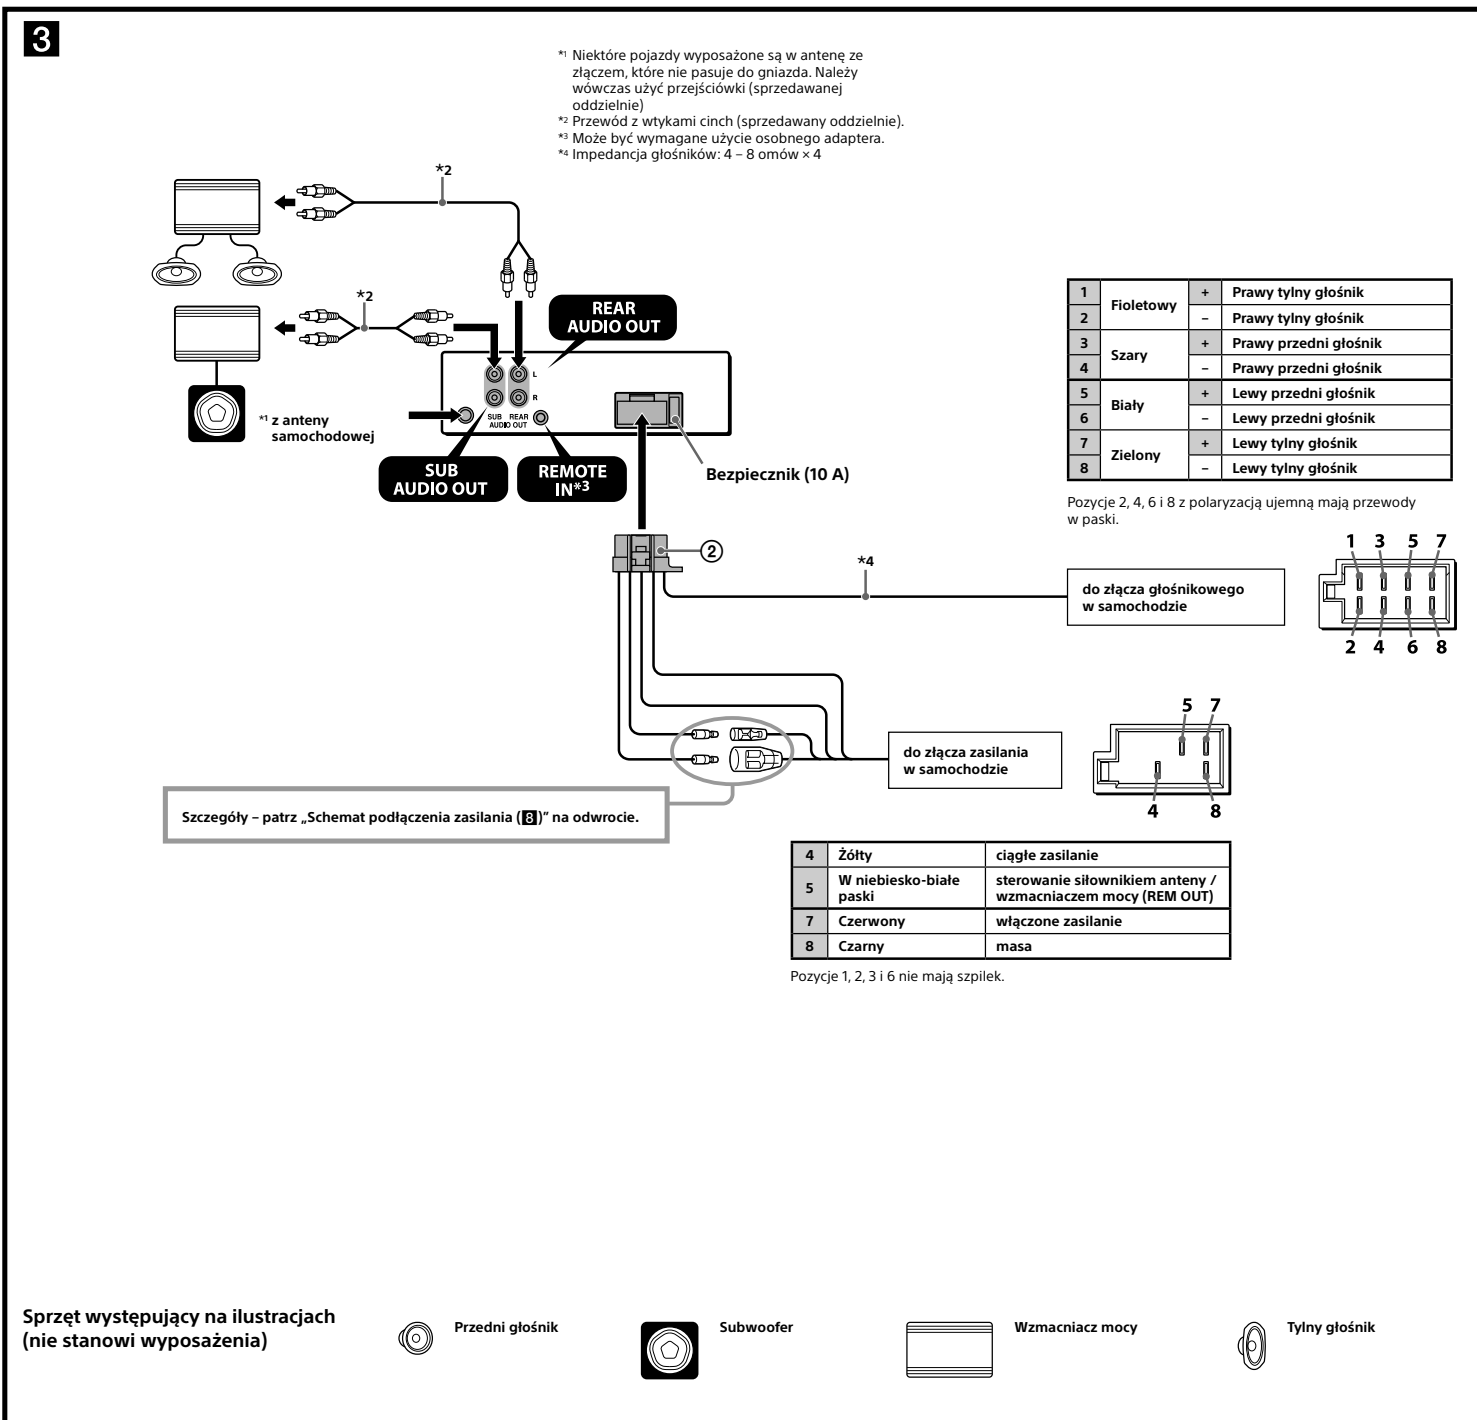 3
*1 Niektóre pojazdy wyposażone są w antenę ze
złączem, które nie pasuje do gniazda. Należy
wówczas użyć przejściówki (sprzedawanej
oddzielnie)
*2 Przewód z wtykami cinch (sprzedawany oddzielnie).
*3 Może być wymagane użycie osobnego adaptera.
*4 Impedancja głośników: 4 – 8 omów × 4
*2
*2
REAR
AUDIO OUT
L
R
SUB REAR
AUDIO OUT
*1 z anteny
samochodowej
SUB
AUDIO OUT
REMOTE
IN*3
Bezpiecznik (10 A)
1 Fioletowy + Prawy tylny głośnik
2 – Prawy tylny głośnik
3 Szary + Prawy przedni głośnik
4 – Prawy przedni głośnik
5 Biały + Lewy przedni głośnik
6 – Lewy przedni głośnik
7 Zielony + Lewy tylny głośnik
8 – Lewy tylny głośnik
Pozycje 2, 4, 6 i 8 z polaryzacją ujemną mają przewody
w paski.
2
*4
do złącza głośnikowego
w samochodzie
1 3 5 7
2 4 6 8
do złącza zasilania
w samochodzie
5 7
4 8
Szczegóły – patrz „Schemat podłączenia zasilania (8)” na odwrocie.
4 Żółty ciągłe zasilanie
5 W niebiesko-białe paski sterowanie siłownikiem anteny /
wzmacniaczem mocy (REM OUT)
7 Czerwony włączone zasilanie
8 Czarny masa
Pozycje 1, 2, 3 i 6 nie mają szpilek.
Sprzęt występujący na ilustracjach
(nie stanowi wyposażenia)
Przedni głośnik
Subwoofer
Wzmacniacz mocy
Tylny głośnik